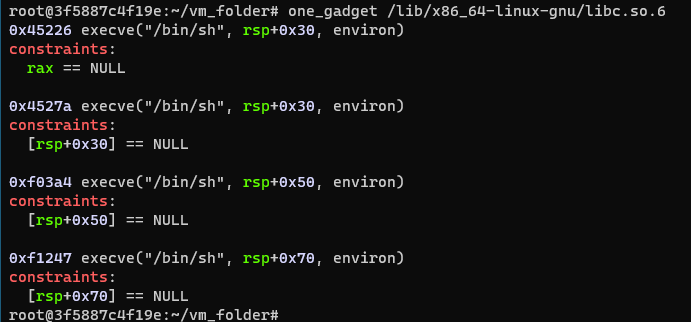 root@3f5887c4f19e:~/vm_folder# one_gadget /lib/x86_64-linux-gnu/libc.so.6
0x45226 execve("/bin/sh", rsp+0x30, environ)
constraints:
  rax == NULL

0x4527a execve("/bin/sh", rsp+0x30, environ)
constraints:
  [rsp+0x30] == NULL

0xf03a4 execve("/bin/sh", rsp+0x50, environ)
constraints:
  [rsp+0x50] == NULL

0xf1247 execve("/bin/sh", rsp+0x70, environ)
constraints:
  [rsp+0x70] == NULL
root@3f5887c4f19e:~/vm_folder#